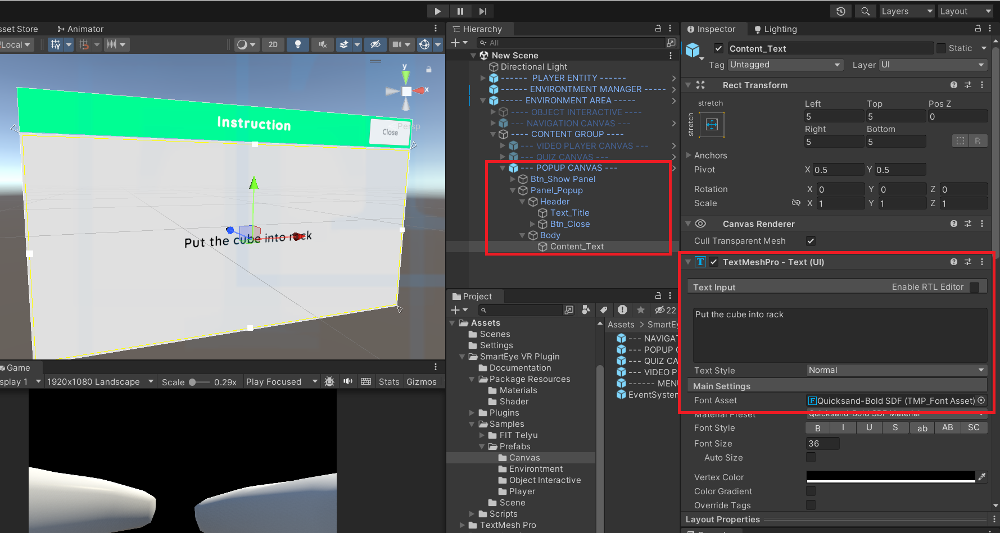 Layers
Layout
sset Store
Animator
Local
2D
y
x
Persp
Instruction
Close
Put the cube into rack
Game
splay 1
1920x1080 Landscape
Scale
0.29x
Play Focused
Stats
Gizmos
Hierarchy
All
New Scene
Directional Light
------ PLAYER ENTITY ------
------ ENVIRONTMENT MANAGER -----
----- ENVIRONMENT AREA -----
---- OBJECT INTERACTIVE ----
--- NAVIGATION CANVAS ---
---- CONTENT GROUP ----
--- VIDEO PLAYER CANVAS ---
--- QUIZ CANVAS ---
--- POPUP CANVAS ---
Btn_Show Panel
Panel_Popup
Header
Text_Title
Btn_Close
Body
Content_Text
Project
22
Assets
Scenes
Settings
SmartEye VR Plugin
Documentation
Package Resources
Materials
Shader
Plugins
Samples
FIT Telyu
Prefabs
Canvas
Environtment
Object Interactive
Player
Scene
Scripts
TextMesh Pro
Assets > SmartEy
--- NAVIGAT
--- POPUP C
--- QUIZ CA
--- VIDEO P
------ MENU
EventSystem
Inspector
Lighting
Content_Text
Static
Tag Untagged
Layer UI
Rect Transform
stretch
stretch
Left Top Pos Z
5 5 0
Right Bottom
5 5
R
Anchors
Pivot X 0.5 Y 0.5
Rotation X 0 Y 0 Z 0
Scale X 1 Y 1 Z 1
Canvas Renderer
Cull Transparent Mesh
TextMeshPro - Text (UI)
Text Input
Enable RTL Editor
Put the cube into rack
Text Style Normal
Main Settings
Font Asset Quicksand-Bold SDF (TMP_Font Asset)
Material Preset Quicksand-Bold SDF Material
Font Style B I U S ab AB SC
Font Size 36
Auto Size
Vertex Color
Color Gradient
Override Tags
Layout Properties